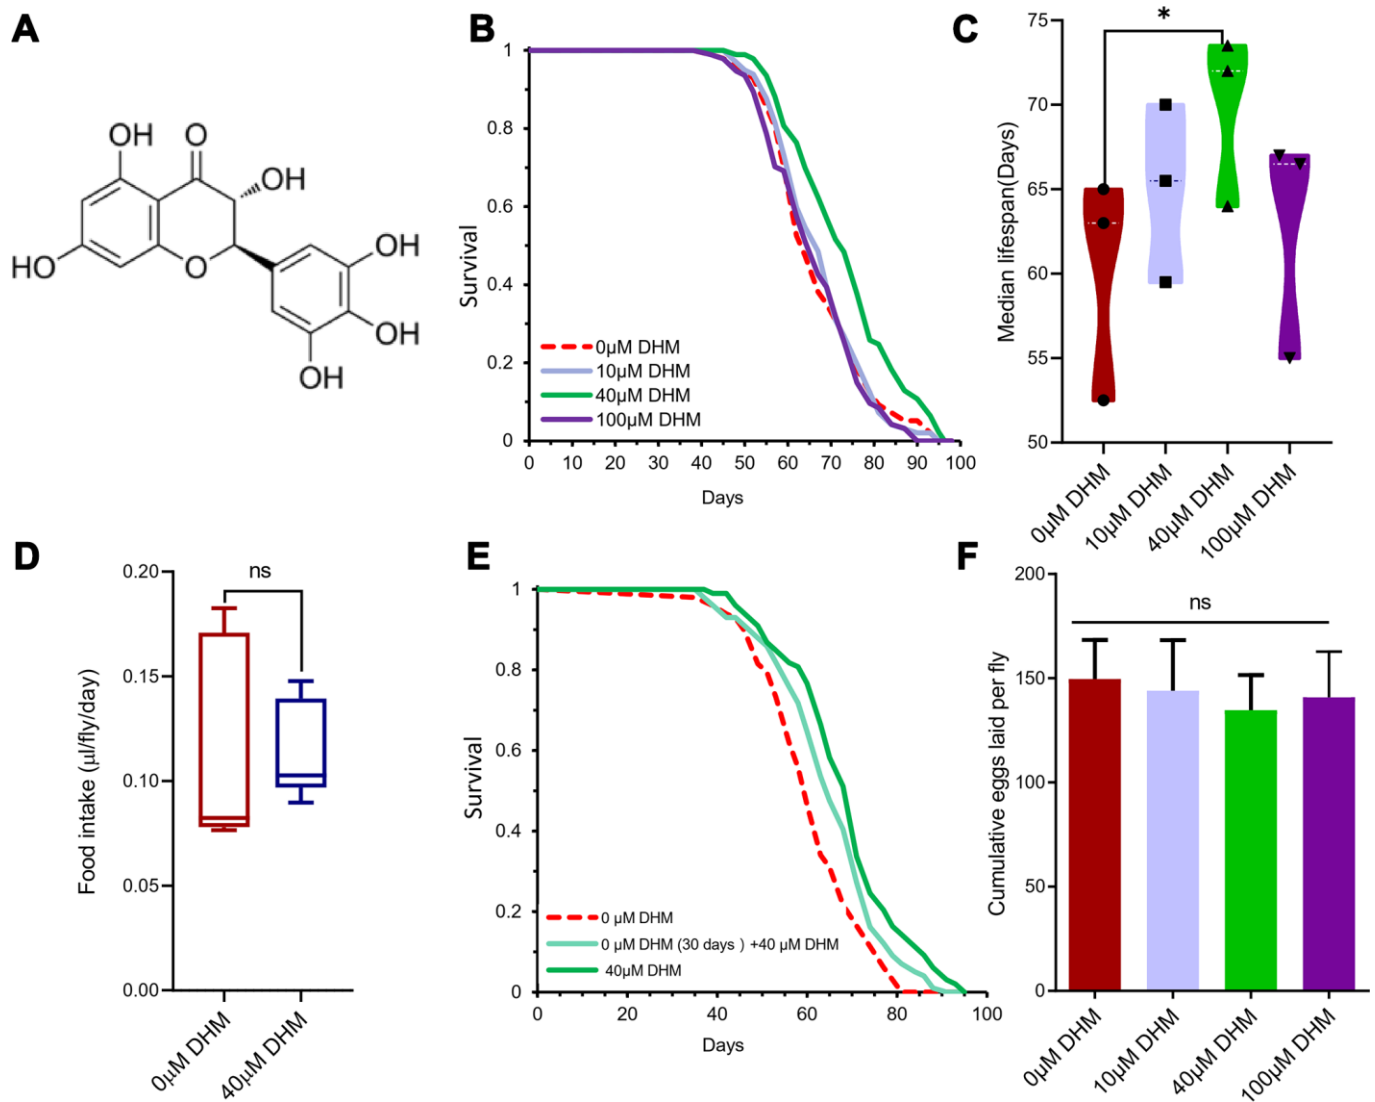 A
OH
O
OH
HO
O
OH
OH
OH
B
Survival
1
0.8
0.6
0.4
0.2
0
0µM DHM
10µM DHM
40µM DHM
100µM DHM
0 10 20 30 40 50 60 70 80 90 100
Days
C
*
Median lifespan(Days)
75
70
65
60
55
50
0µM DHM
10µM DHM
40µM DHM
100µM DHM
D
ns
Food intake (µl/fly/day)
0.20
0.15
0.10
0.05
0.00
0µM DHM
40µM DHM
E
Survival
1
0.8
0.6
0.4
0.2
0
0 µM DHM
0 µM DHM (30 days ) +40 µM DHM
40µM DHM
0 20 40 60 80 100
Days
F
ns
Cumulative eggs laid per fly
200
150
100
50
0
0µM DHM
10µM DHM
40µM DHM
100µM DHM